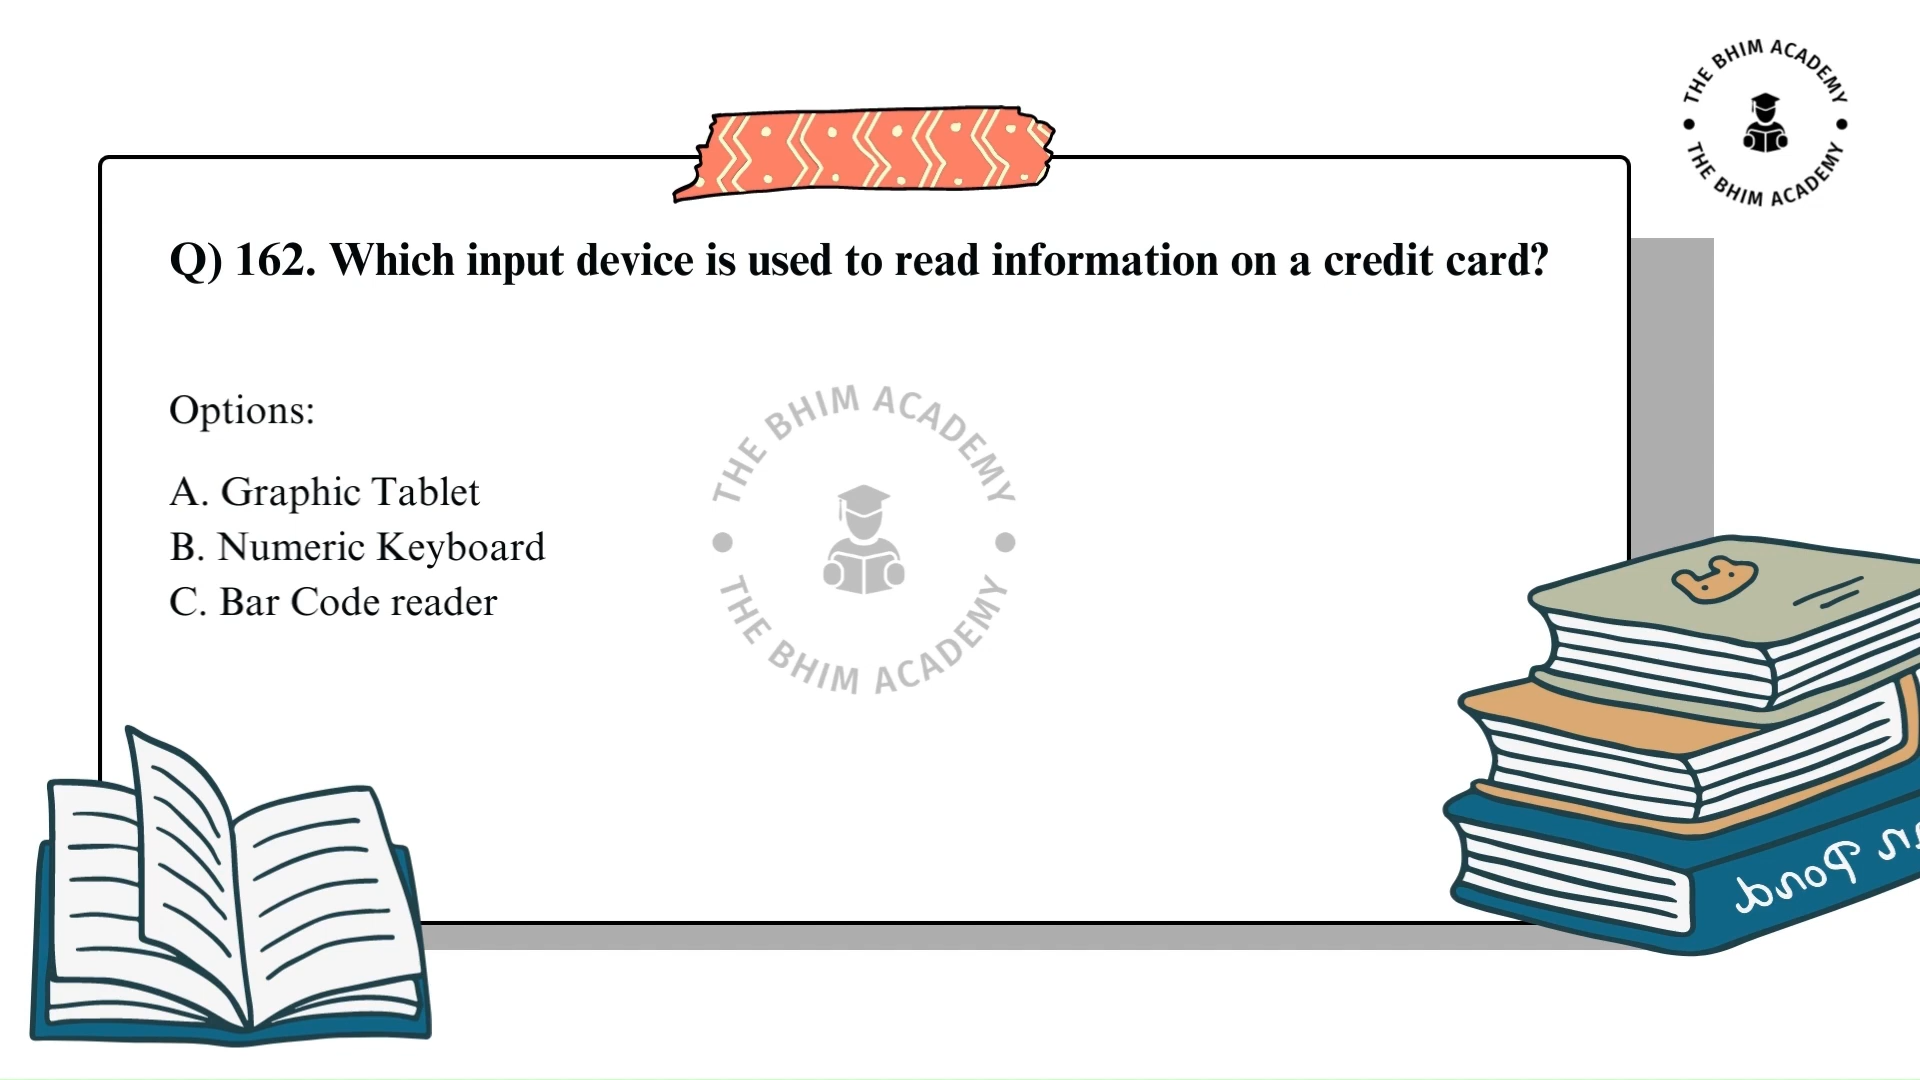 THE BHIM ACADEMY
THE BHIM ACADEMY
Q) 162. Which input device is used to read information on a credit card?
Options:
A. Graphic Tablet
B. Numeric Keyboard
C. Bar Code reader
THE BHIM ACADEMY
THE BHIM ACADEMY
Pond